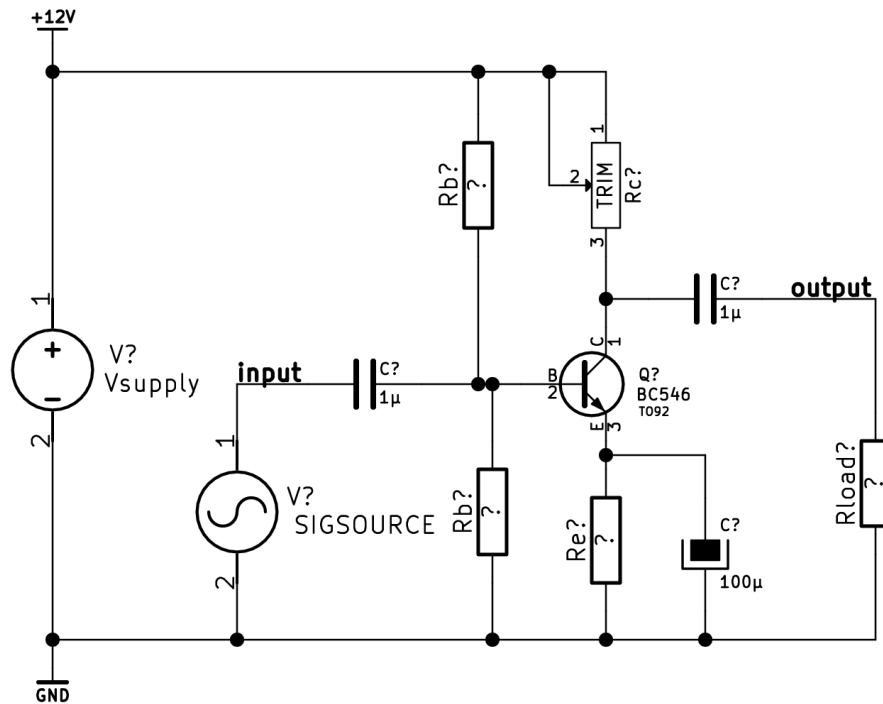 +12V
1
Rb?
?
2
TRIM
Rc?
3
C?
1µ
output
1
V?
Vsupply
input
C?
1µ
B
2
C
1
Q?
BC546
TO92
E
3
2
1
V?
SIGSOURCE
2
Rb?
?
Re?
?
C?
100µ
Rload?
?
GND